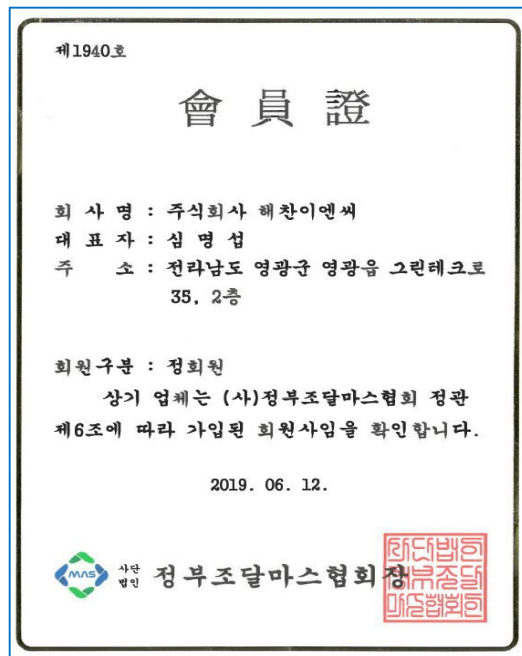 제1940호
會 員 證
회 사 명 : 주식회사 해찬이엔씨
대 표 자 : 심 명 섭
주 소 : 전라남도 영광군 영광읍 그린테크로
35, 2층
회원구분 : 정회원
상기 업체는 (사)정부조달마스협회 정관
제6조에 따라 가입된 회원사임을 확인합니다.
2019. 06. 12.
MAS 사단법인 정부조달마스협회장